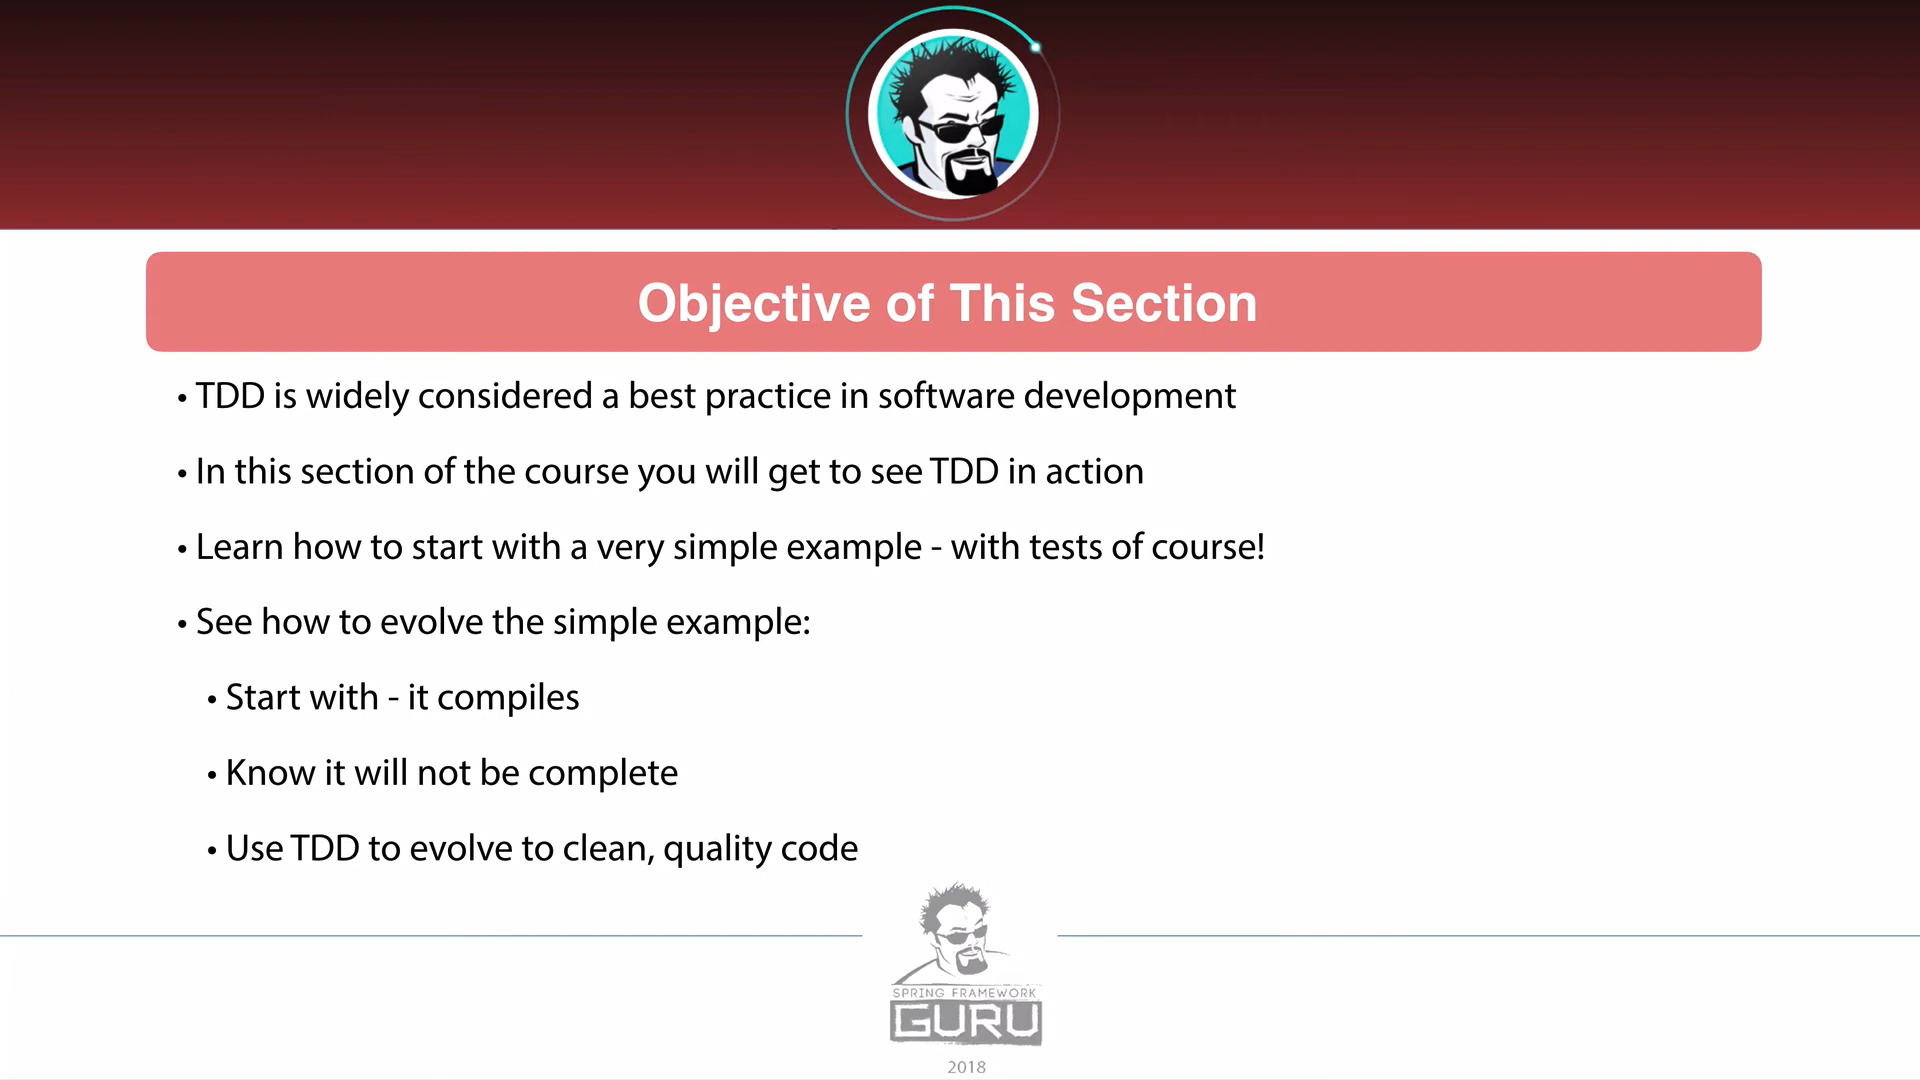 Objective of This Section
• TDD is widely considered a best practice in software development
• In this section of the course you will get to see TDD in action
• Learn how to start with a very simple example - with tests of course!
• See how to evolve the simple example:
• Start with - it compiles
• Know it will not be complete
• Use TDD to evolve to clean, quality code
SPRING FRAMEWORK
GURU
2018